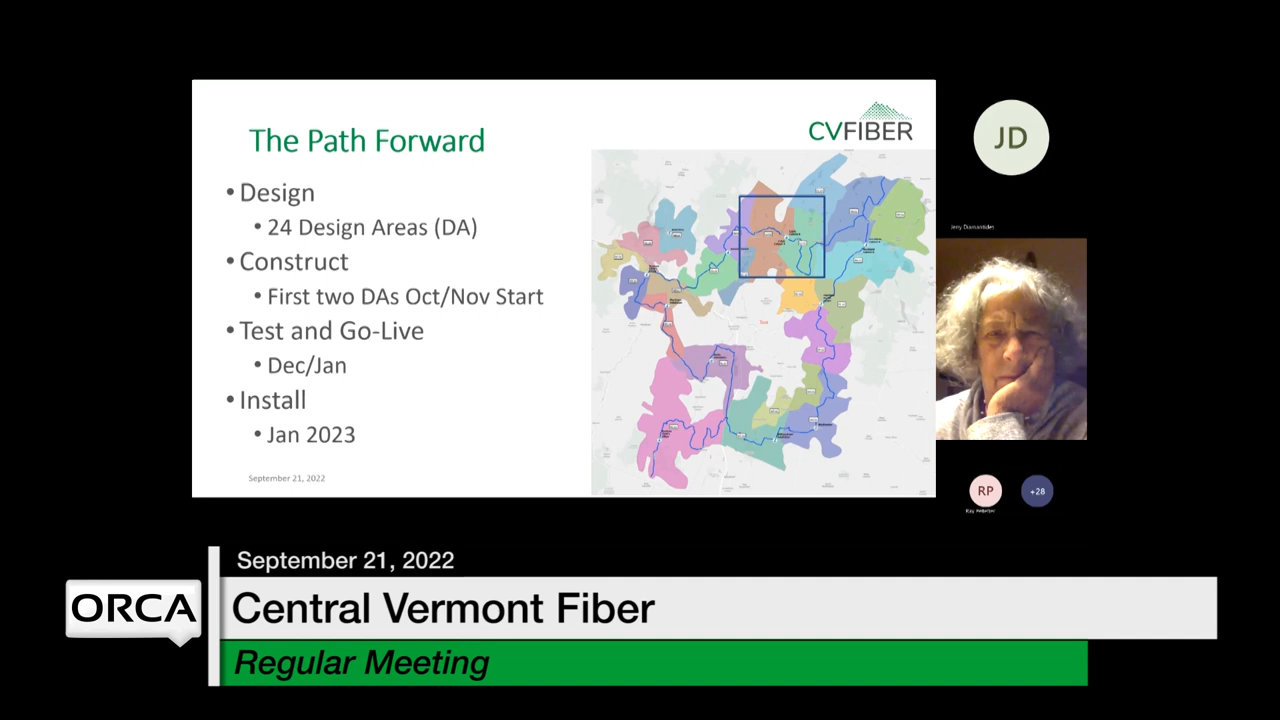 The Path Forward
CVFIBER
• Design
• 24 Design Areas (DA)
• Construct
• First two DAs Oct/Nov Start
• Test and Go-Live
• Dec/Jan
• Install
• Jan 2023
September 21, 2022
JD
RP
+28
September 21, 2022
ORCA
Central Vermont Fiber
Regular Meeting